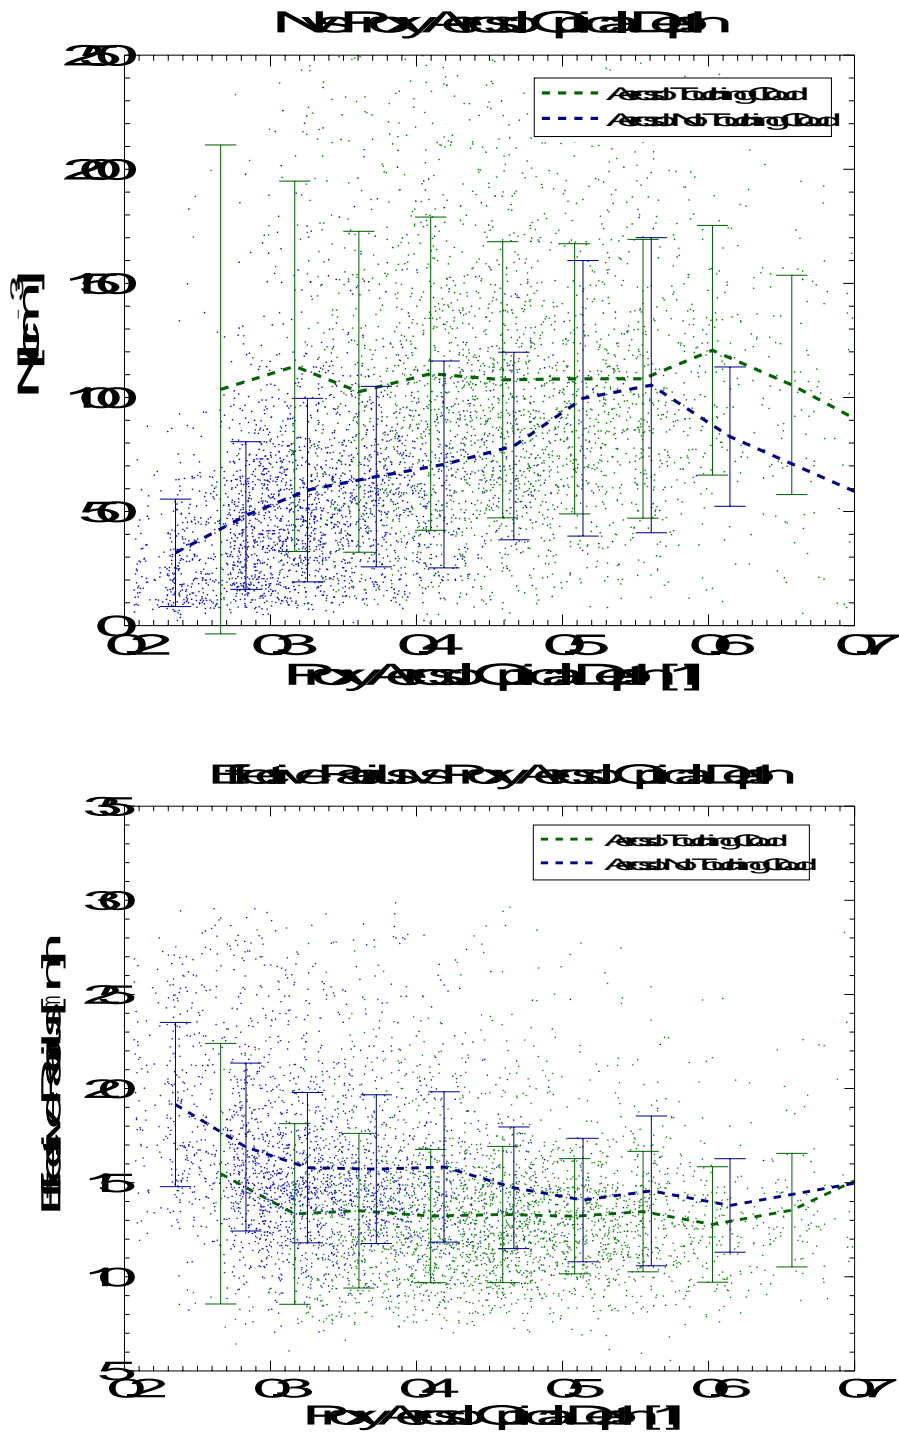 N vs Proxy Aerosol Optical Depth
250
Aerosol Touching Cloud
Aerosol Not Touching Cloud
200
150
N [cm⁻³]
100
50
0
0.2 0.3 0.4 0.5 0.6 0.7
Proxy Aerosol Optical Depth [1]
Effective Radius vs Proxy Aerosol Optical Depth
35
Aerosol Touching Cloud
Aerosol Not Touching Cloud
30
25
20
15
10
5
0.2 0.3 0.4 0.5 0.6 0.7
Proxy Aerosol Optical Depth [1]